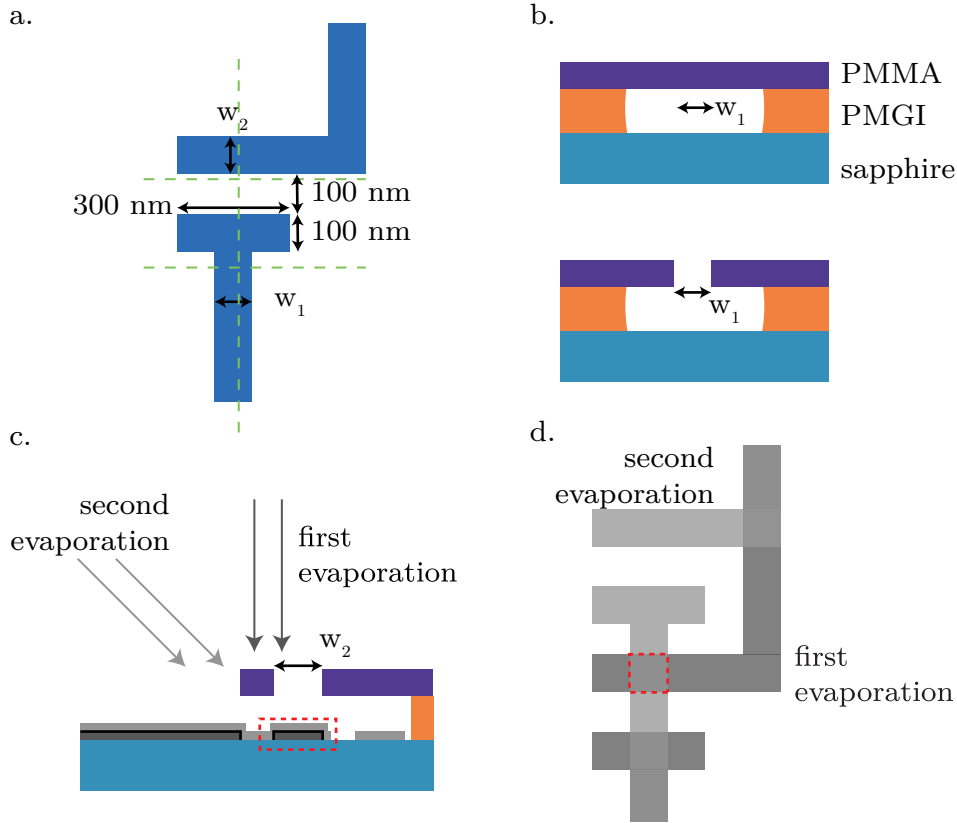 a.
w₂
300 nm
100 nm
100 nm
w₁
b.
PMMA
w₁
PMGI
sapphire
w₁
c.
second
evaporation
first
evaporation
w₂
d.
second
evaporation
first
evaporation